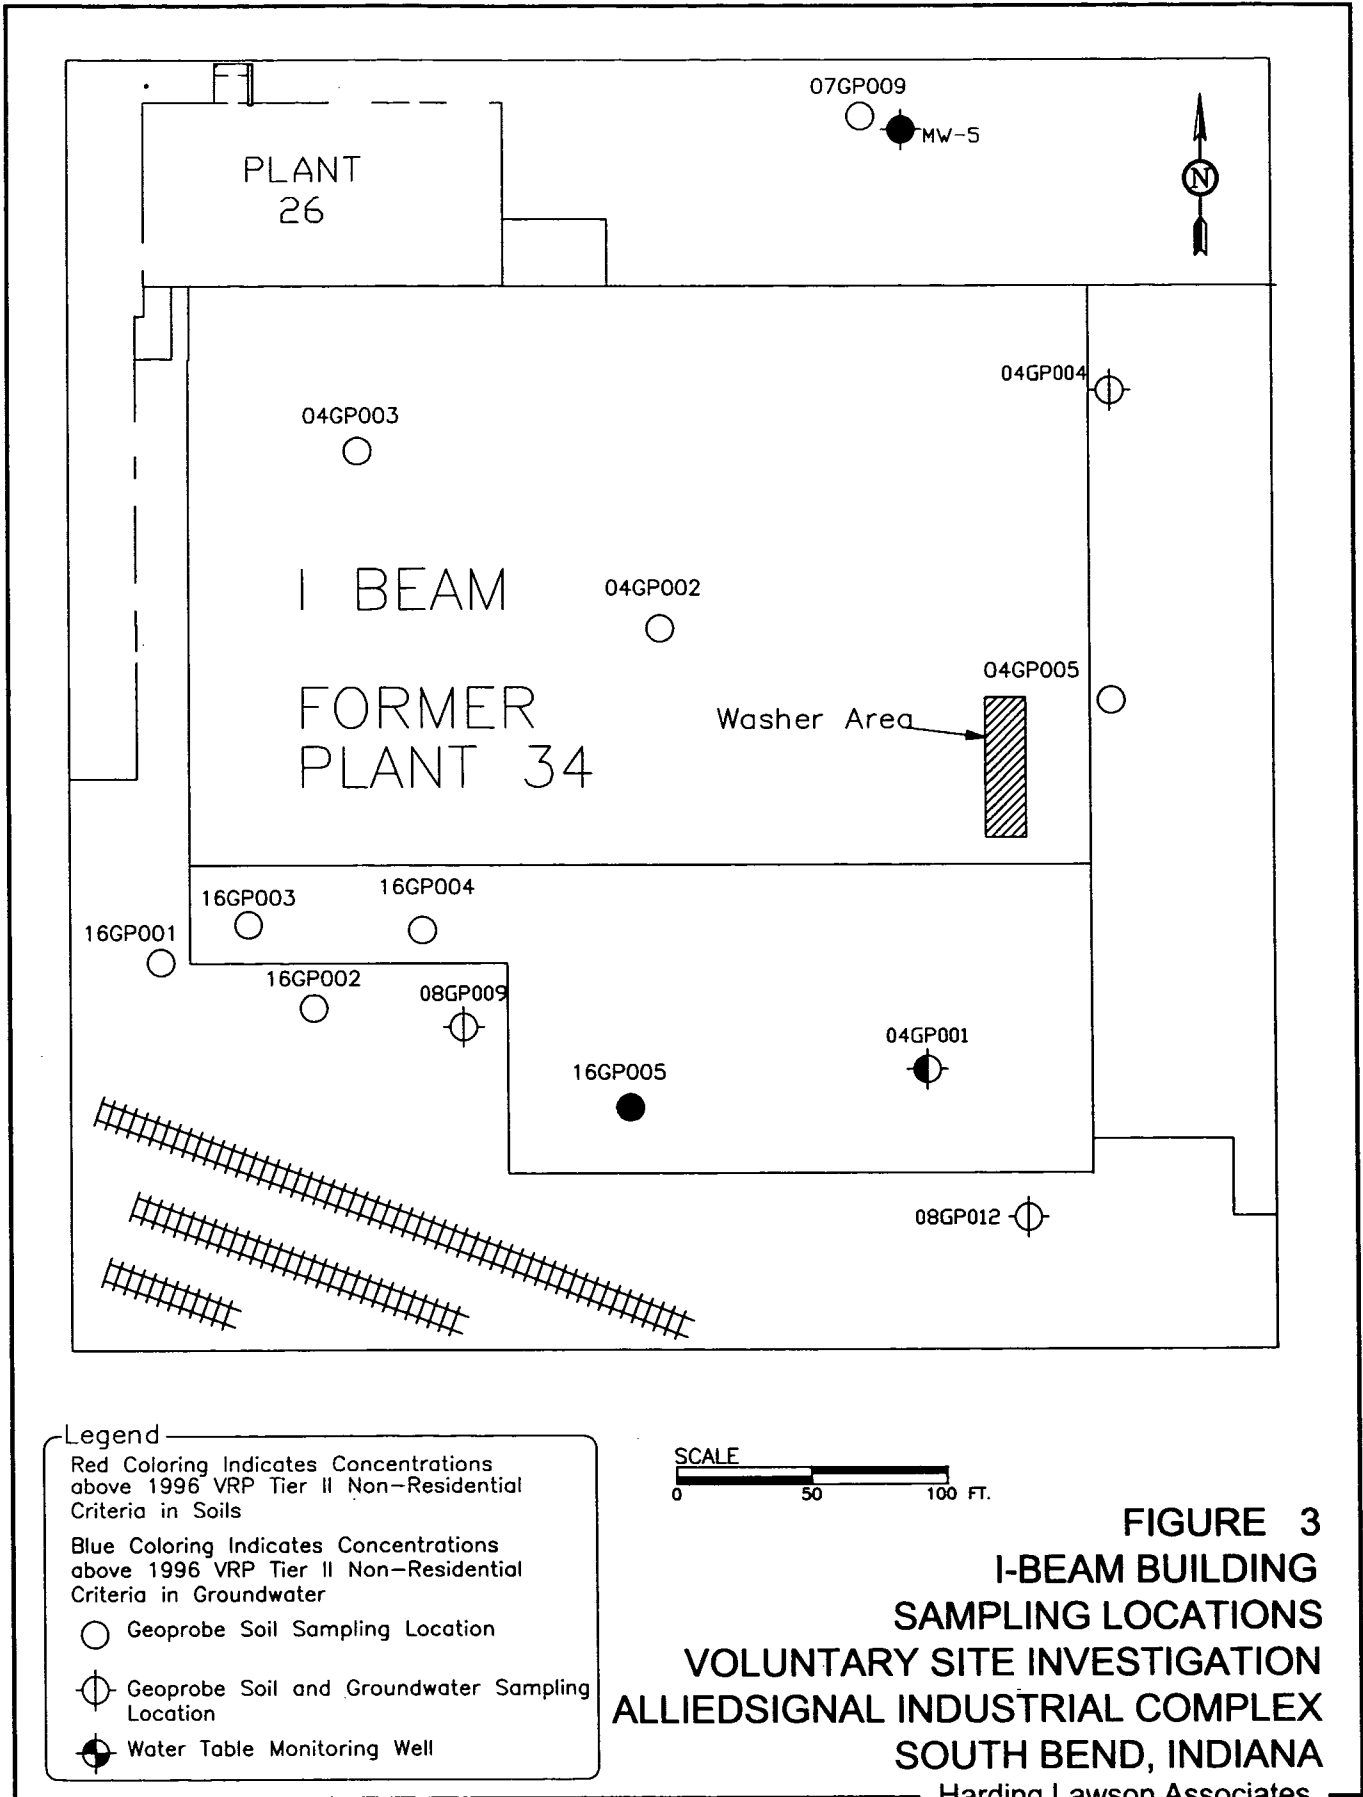 07GP009
MW-5
PLANT
26
N
04GP004
04GP003
I BEAM
04GP002
04GP005
FORMER
PLANT 34
Washer Area
16GP003
16GP004
16GP001
16GP002
08GP009
04GP001
16GP005
08GP012
Legend
Red Coloring Indicates Concentrations
above 1996 VRP Tier II Non-Residential
Criteria in Soils
Blue Coloring Indicates Concentrations
above 1996 VRP Tier II Non-Residential
Criteria in Groundwater
Geoprobe Soil Sampling Location
Geoprobe Soil and Groundwater Sampling
Location
Water Table Monitoring Well
SCALE
0 50 100 FT.
FIGURE 3
I-BEAM BUILDING
SAMPLING LOCATIONS
VOLUNTARY SITE INVESTIGATION
ALLIEDSIGNAL INDUSTRIAL COMPLEX
SOUTH BEND, INDIANA
Harding Lawson Associates